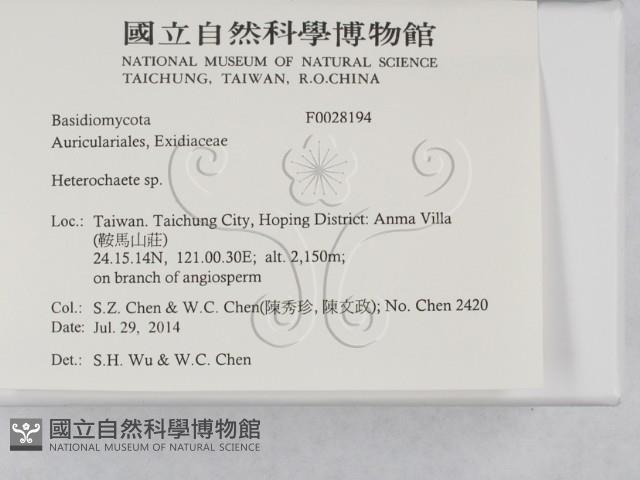 國立自然科學博物館
NATIONAL MUSEUM OF NATURAL SCIENCE
TAICHUNG, TAIWAN, R.O.CHINA
Basidiomycota F0028194
Auriculariales, Exidiaceae
Heterochaete sp.
Loc.: Taiwan. Taichung City, Hoping District: Anma Villa
(鞍馬山莊)
24.15.14N, 121.00.30E; alt. 2,150m;
on branch of angiosperm
Col.: S.Z. Chen & W.C. Chen(陳秀珍, 陳文政); No. Chen 2420
Date: Jul. 29, 2014
Det.: S.H. Wu & W.C. Chen
國立自然科學博物館
NATIONAL MUSEUM OF NATURAL SCIENCE